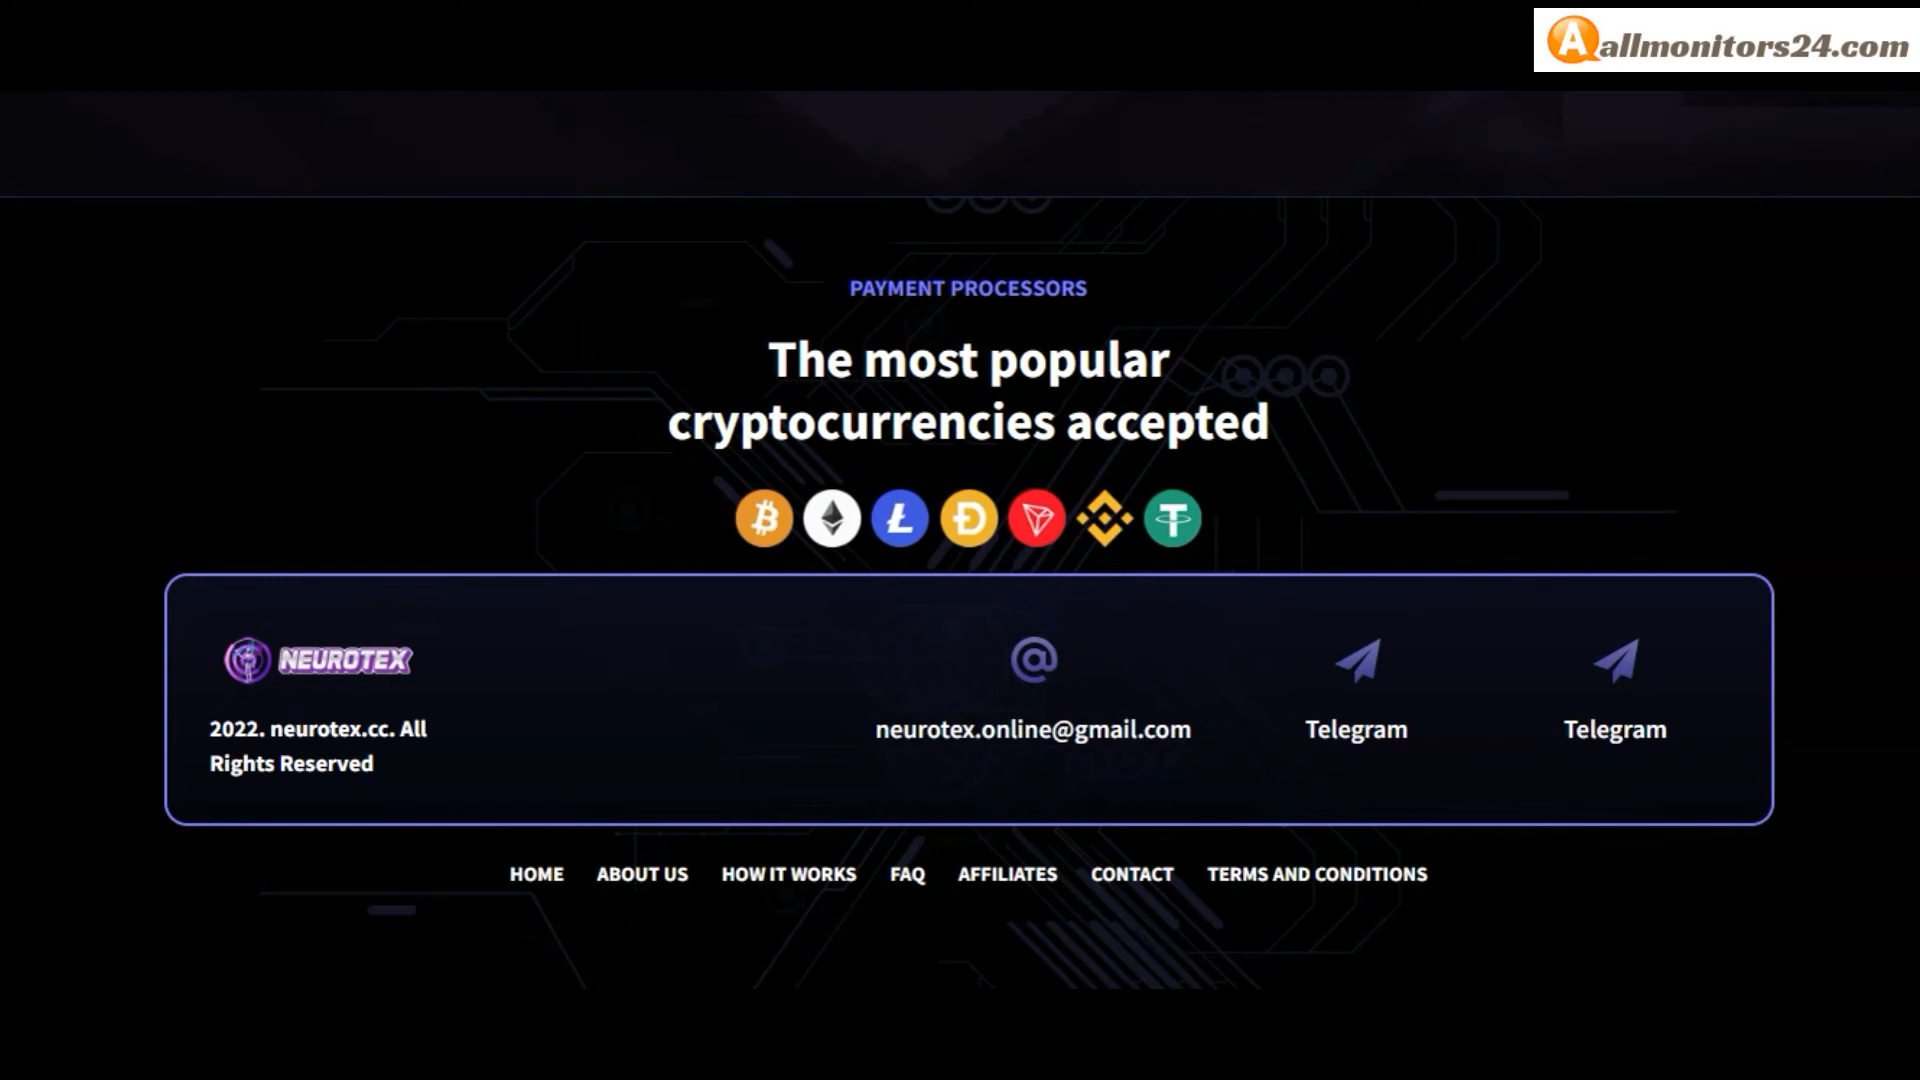 allmonitors24.com
PAYMENT PROCESSORS
The most popular
cryptocurrencies accepted
NEUROTEX
2022. neurotex.cc. All
Rights Reserved
neurotex.online@gmail.com
Telegram
Telegram
HOME ABOUT US HOW IT WORKS FAQ AFFILIATES CONTACT TERMS AND CONDITIONS